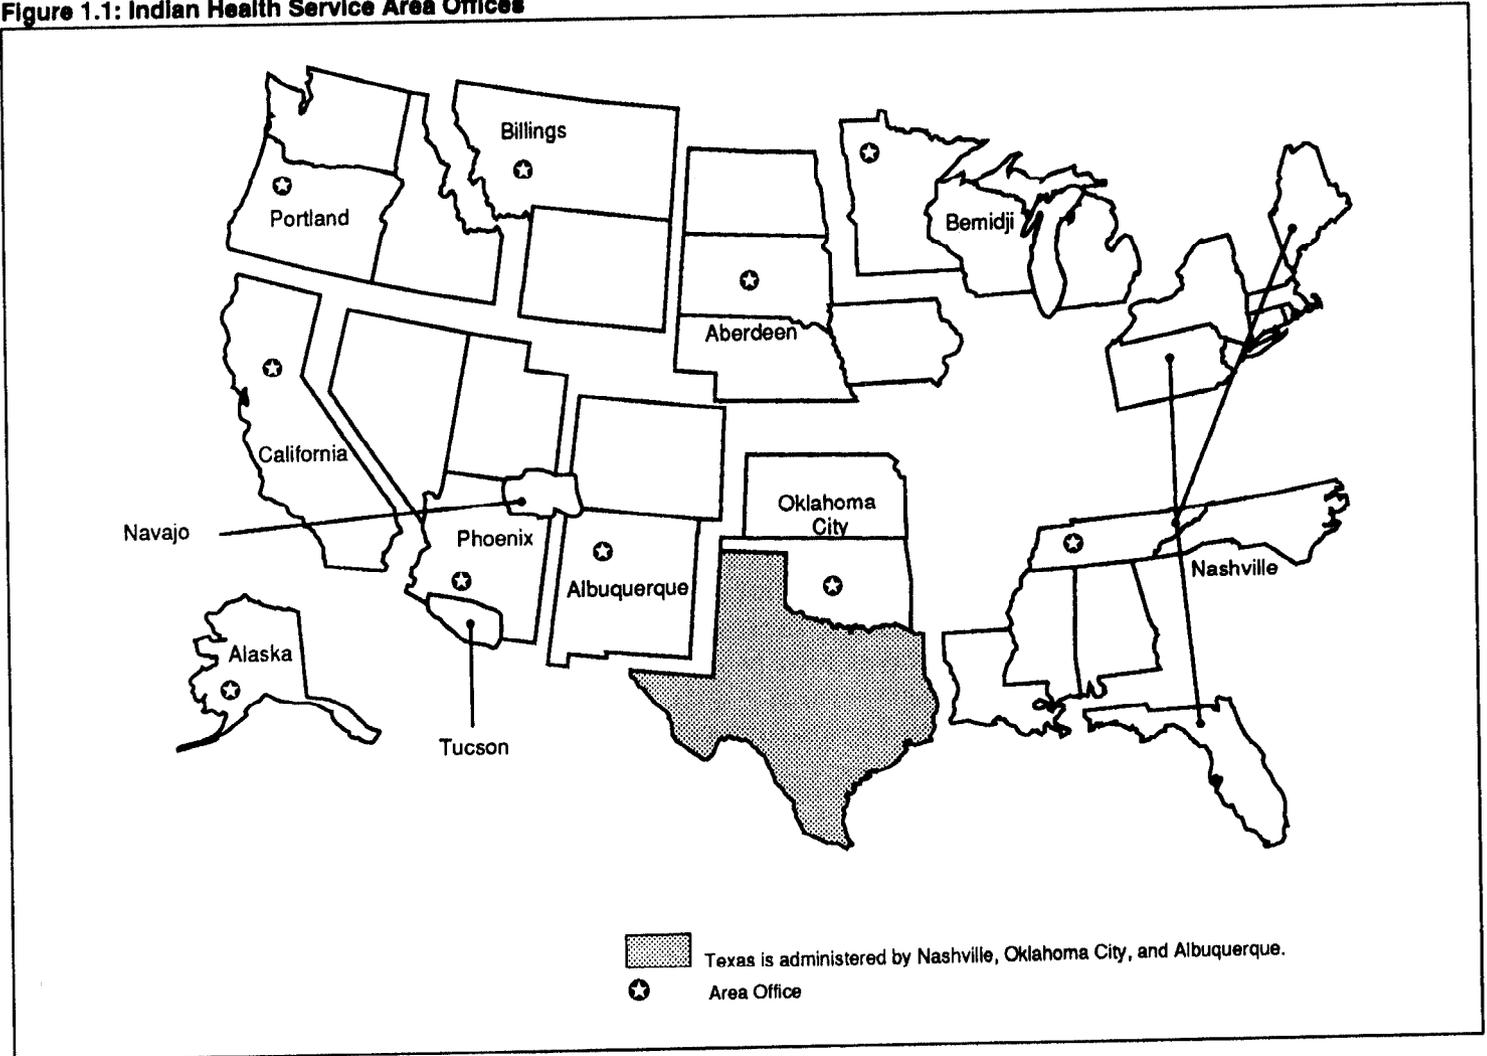 Figure 1.1: Indian Health Service Area Offices
Billings
Portland
Bemidji
Aberdeen
California
Oklahoma
City
Navajo
Phoenix
Albuquerque
Nashville
Alaska
Tucson
Texas is administered by Nashville, Oklahoma City, and Albuquerque.
Area Office